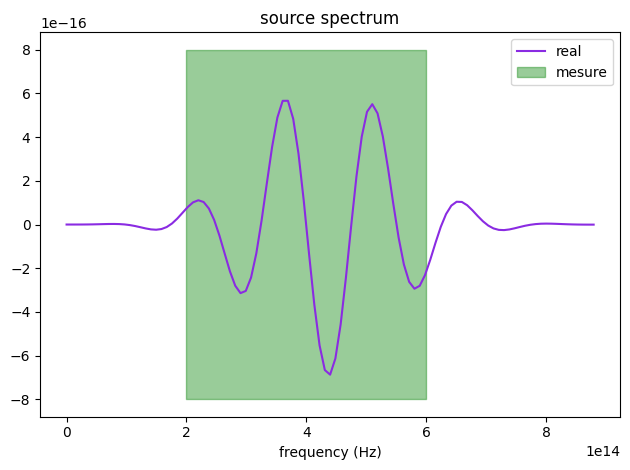 source spectrum
1e−16
real
mesure
8
6
4
2
0
−2
−4
−6
−8
0 2 4 6 8
1e14
frequency (Hz)